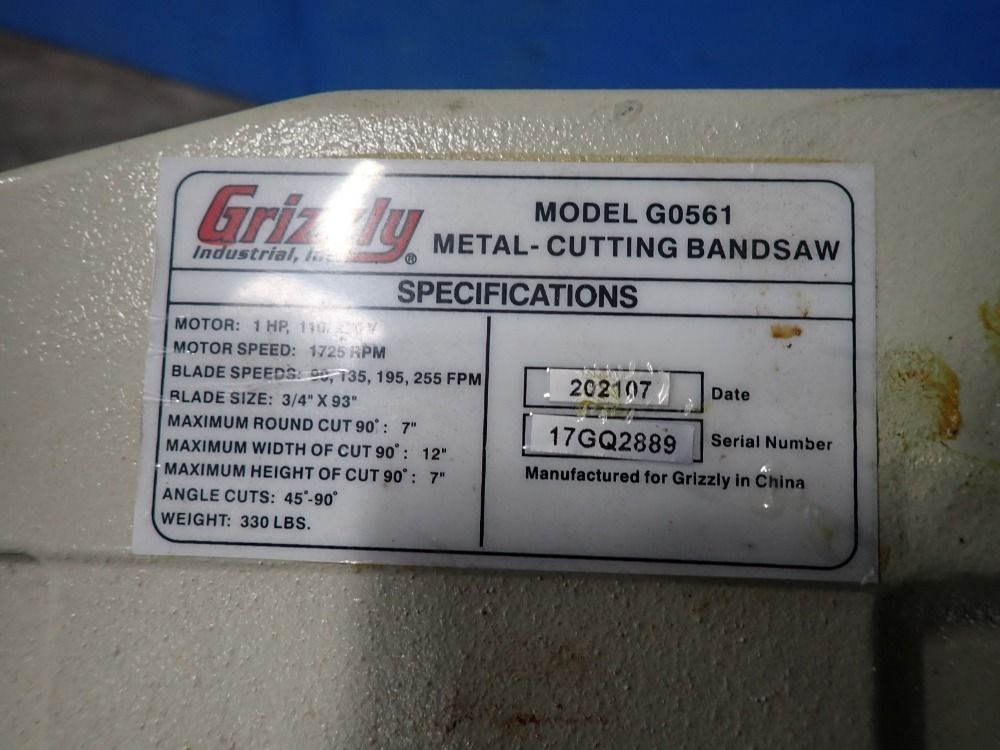 Grizzly
Industrial, Inc. ®
MODEL G0561
METAL-CUTTING BANDSAW
SPECIFICATIONS
MOTOR: 1 HP, 110/220 V
MOTOR SPEED: 1725 RPM
BLADE SPEEDS: 90, 135, 195, 255 FPM
BLADE SIZE: 3/4" X 93"
MAXIMUM ROUND CUT 90°: 7"
MAXIMUM WIDTH OF CUT 90°: 12"
MAXIMUM HEIGHT OF CUT 90°: 7"
ANGLE CUTS: 45°-90°
WEIGHT: 330 LBS.
202107 Date
17GQ2889 Serial Number
Manufactured for Grizzly in China